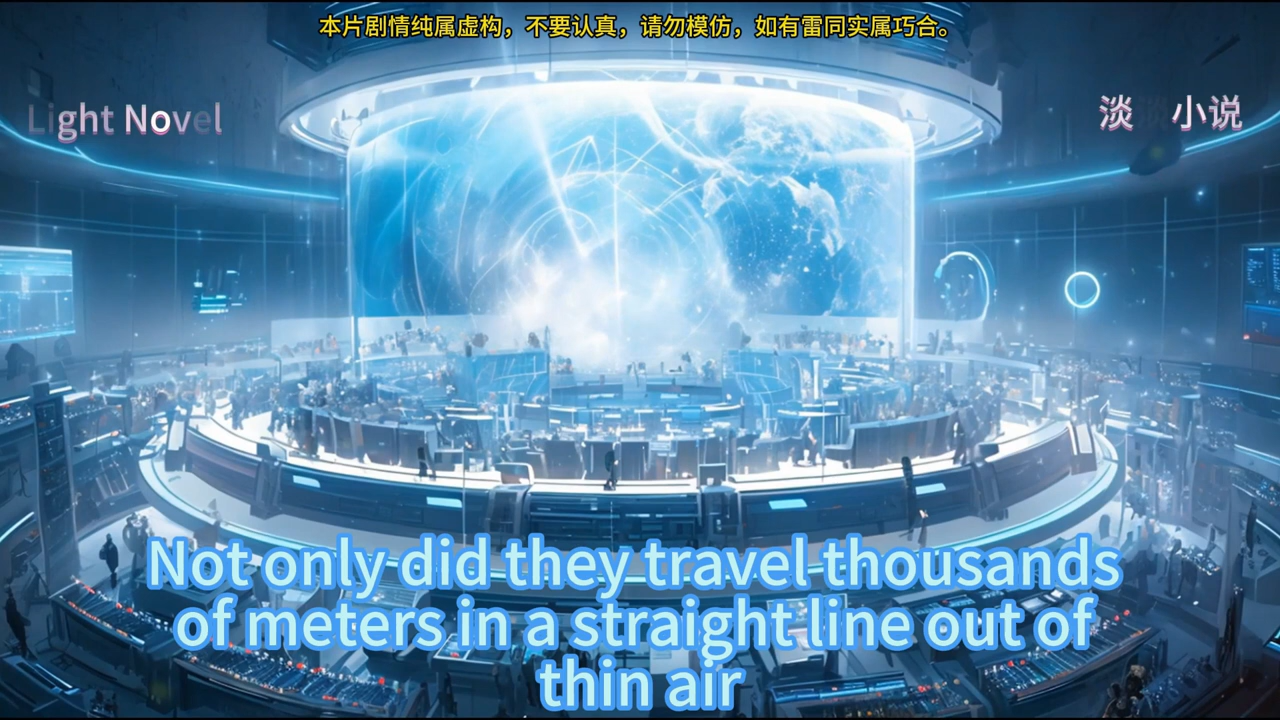 本片剧情纯属虚构，不要认真，请勿模仿，如有雷同实属巧合。
Light Novel
淡 小说
Not only did they travel thousands
of meters in a straight line out of
thin air